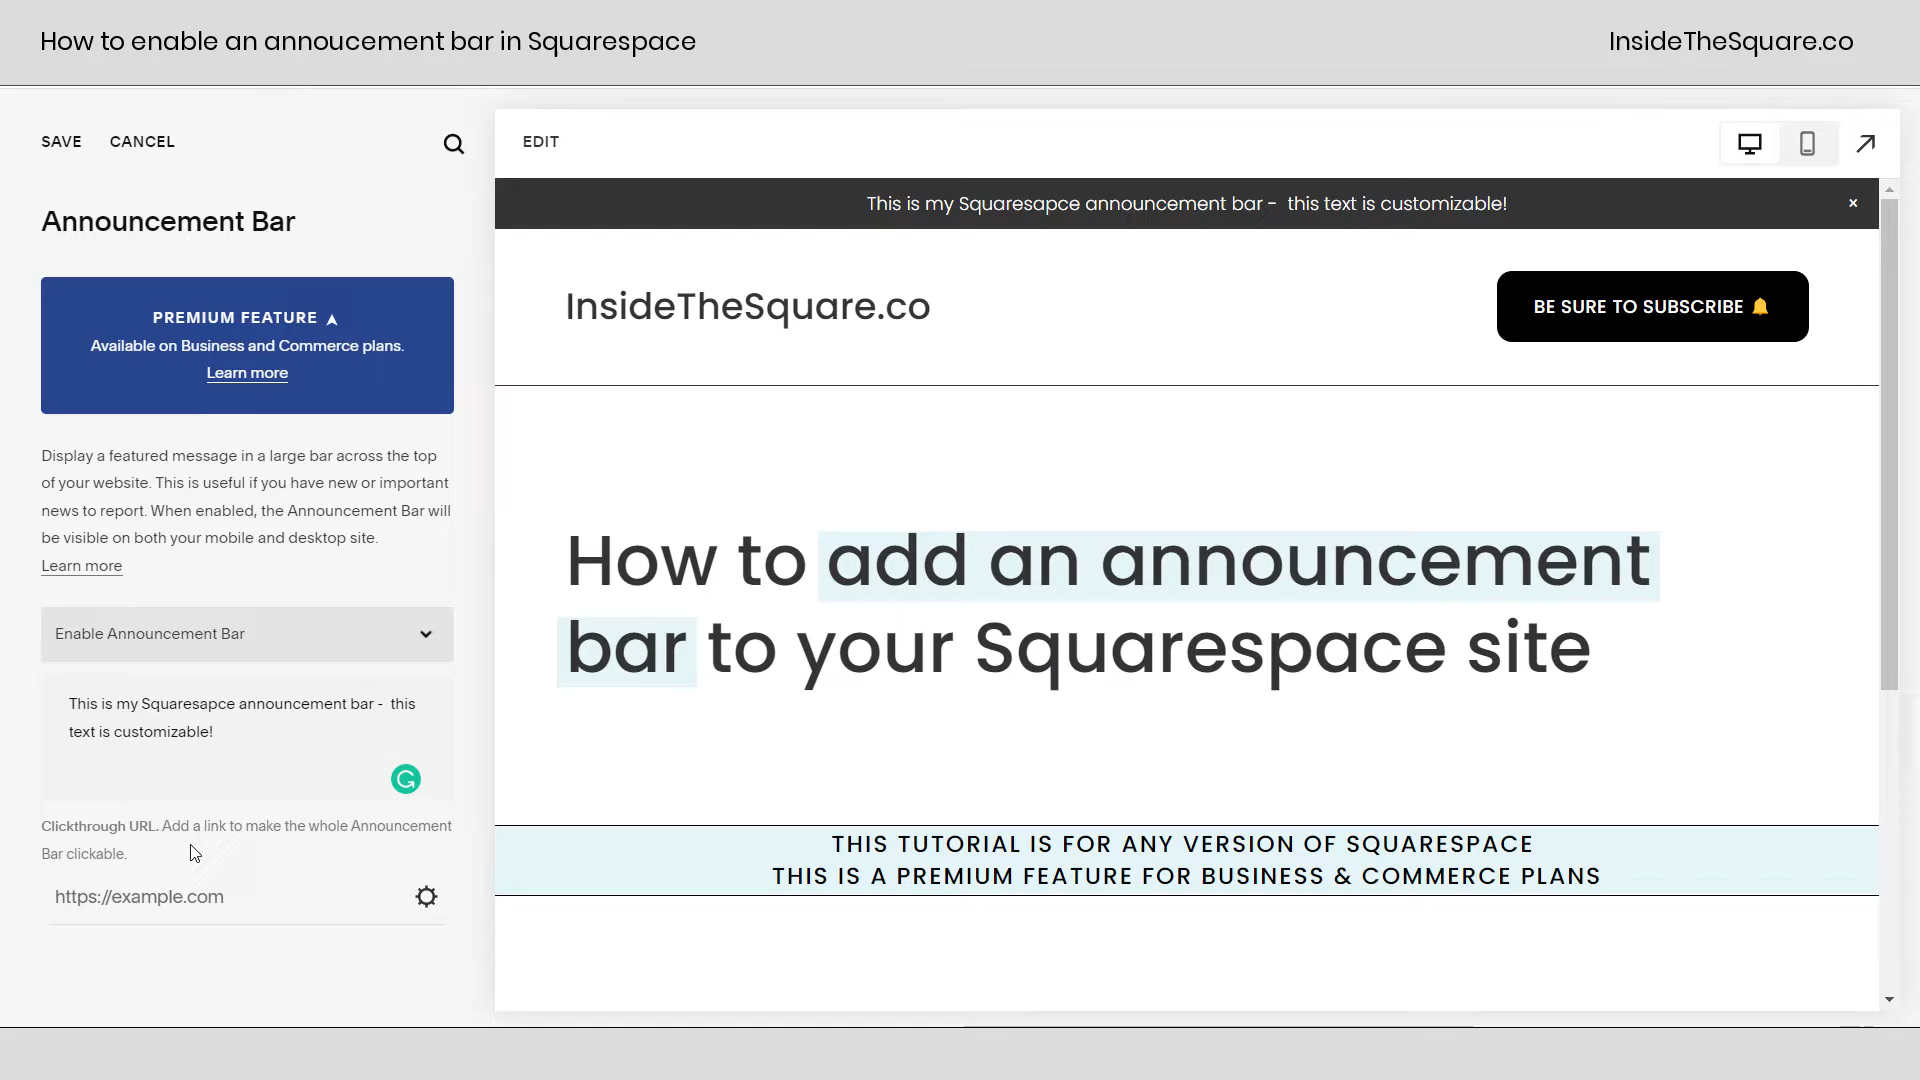 How to enable an annoucement bar in Squarespace
InsideTheSquare.co
SAVE CANCEL
EDIT
Announcement Bar
PREMIUM FEATURE
Available on Business and Commerce plans.
Learn more
Display a featured message in a large bar across the top
of your website. This is useful if you have new or important
news to report. When enabled, the Announcement Bar will
be visible on both your mobile and desktop site.
Learn more
Enable Announcement Bar
This is my Squaresapce announcement bar -  this
text is customizable!
Clickthrough URL. Add a link to make the whole Announcement
Bar clickable.
https://example.com
This is my Squaresapce announcement bar -  this text is customizable!
×
InsideTheSquare.co
BE SURE TO SUBSCRIBE 🔔
How to add an announcement
bar to your Squarespace site
THIS TUTORIAL IS FOR ANY VERSION OF SQUARESPACE
THIS IS A PREMIUM FEATURE FOR BUSINESS & COMMERCE PLANS